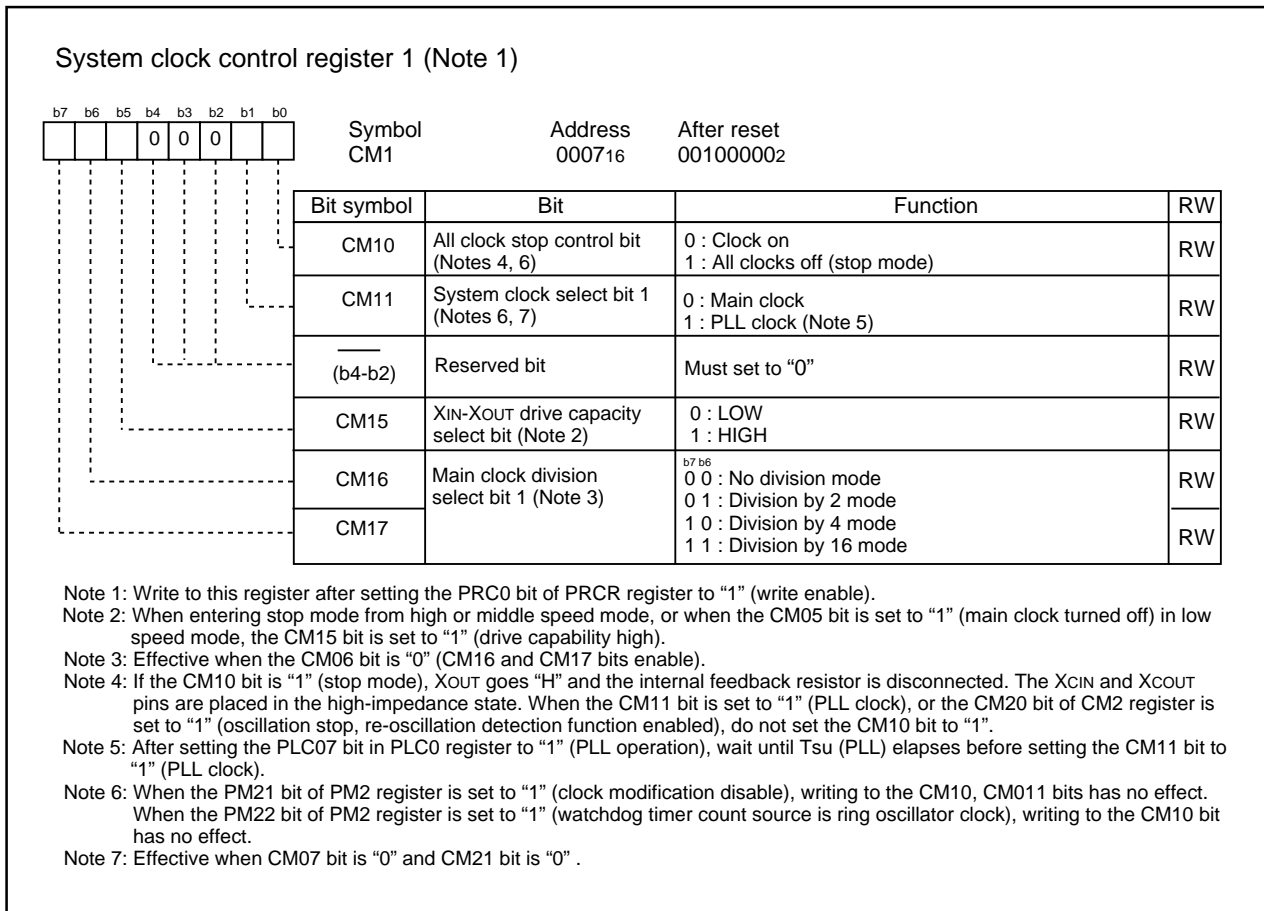 System clock control register 1 (Note 1)
b7 b6 b5 b4 b3 b2 b1 b0
0 0 0
Symbol Address After reset
CM1 000716 001000002
Bit symbol Bit Function RW
CM10 All clock stop control bit (Notes 4, 6) 0 : Clock on
1 : All clocks off (stop mode) RW
CM11 System clock select bit 1 (Notes 6, 7) 0 : Main clock
1 : PLL clock (Note 5) RW
(b4-b2) Reserved bit Must set to “0” RW
CM15 XIN-XOUT drive capacity select bit (Note 2) 0 : LOW
1 : HIGH RW
CM16 Main clock division select bit 1 (Note 3) b7 b6
0 0 : No division mode RW
0 1 : Division by 2 mode
CM17 1 0 : Division by 4 mode
1 1 : Division by 16 mode RW
Note 1: Write to this register after setting the PRC0 bit of PRCR register to “1” (write enable).
Note 2: When entering stop mode from high or middle speed mode, or when the CM05 bit is set to “1” (main clock turned off) in low
speed mode, the CM15 bit is set to “1” (drive capability high).
Note 3: Effective when the CM06 bit is “0” (CM16 and CM17 bits enable).
Note 4: If the CM10 bit is “1” (stop mode), XOUT goes “H” and the internal feedback resistor is disconnected. The XCIN and XCOUT
pins are placed in the high-impedance state. When the CM11 bit is set to “1” (PLL clock), or the CM20 bit of CM2 register is
set to “1” (oscillation stop, re-oscillation detection function enabled), do not set the CM10 bit to “1”.
Note 5: After setting the PLC07 bit in PLC0 register to “1” (PLL operation), wait until Tsu (PLL) elapses before setting the CM11 bit to
“1” (PLL clock).
Note 6: When the PM21 bit of PM2 register is set to “1” (clock modification disable), writing to the CM10, CM011 bits has no effect.
When the PM22 bit of PM2 register is set to “1” (watchdog timer count source is ring oscillator clock), writing to the CM10 bit
has no effect.
Note 7: Effective when CM07 bit is “0” and CM21 bit is “0” .